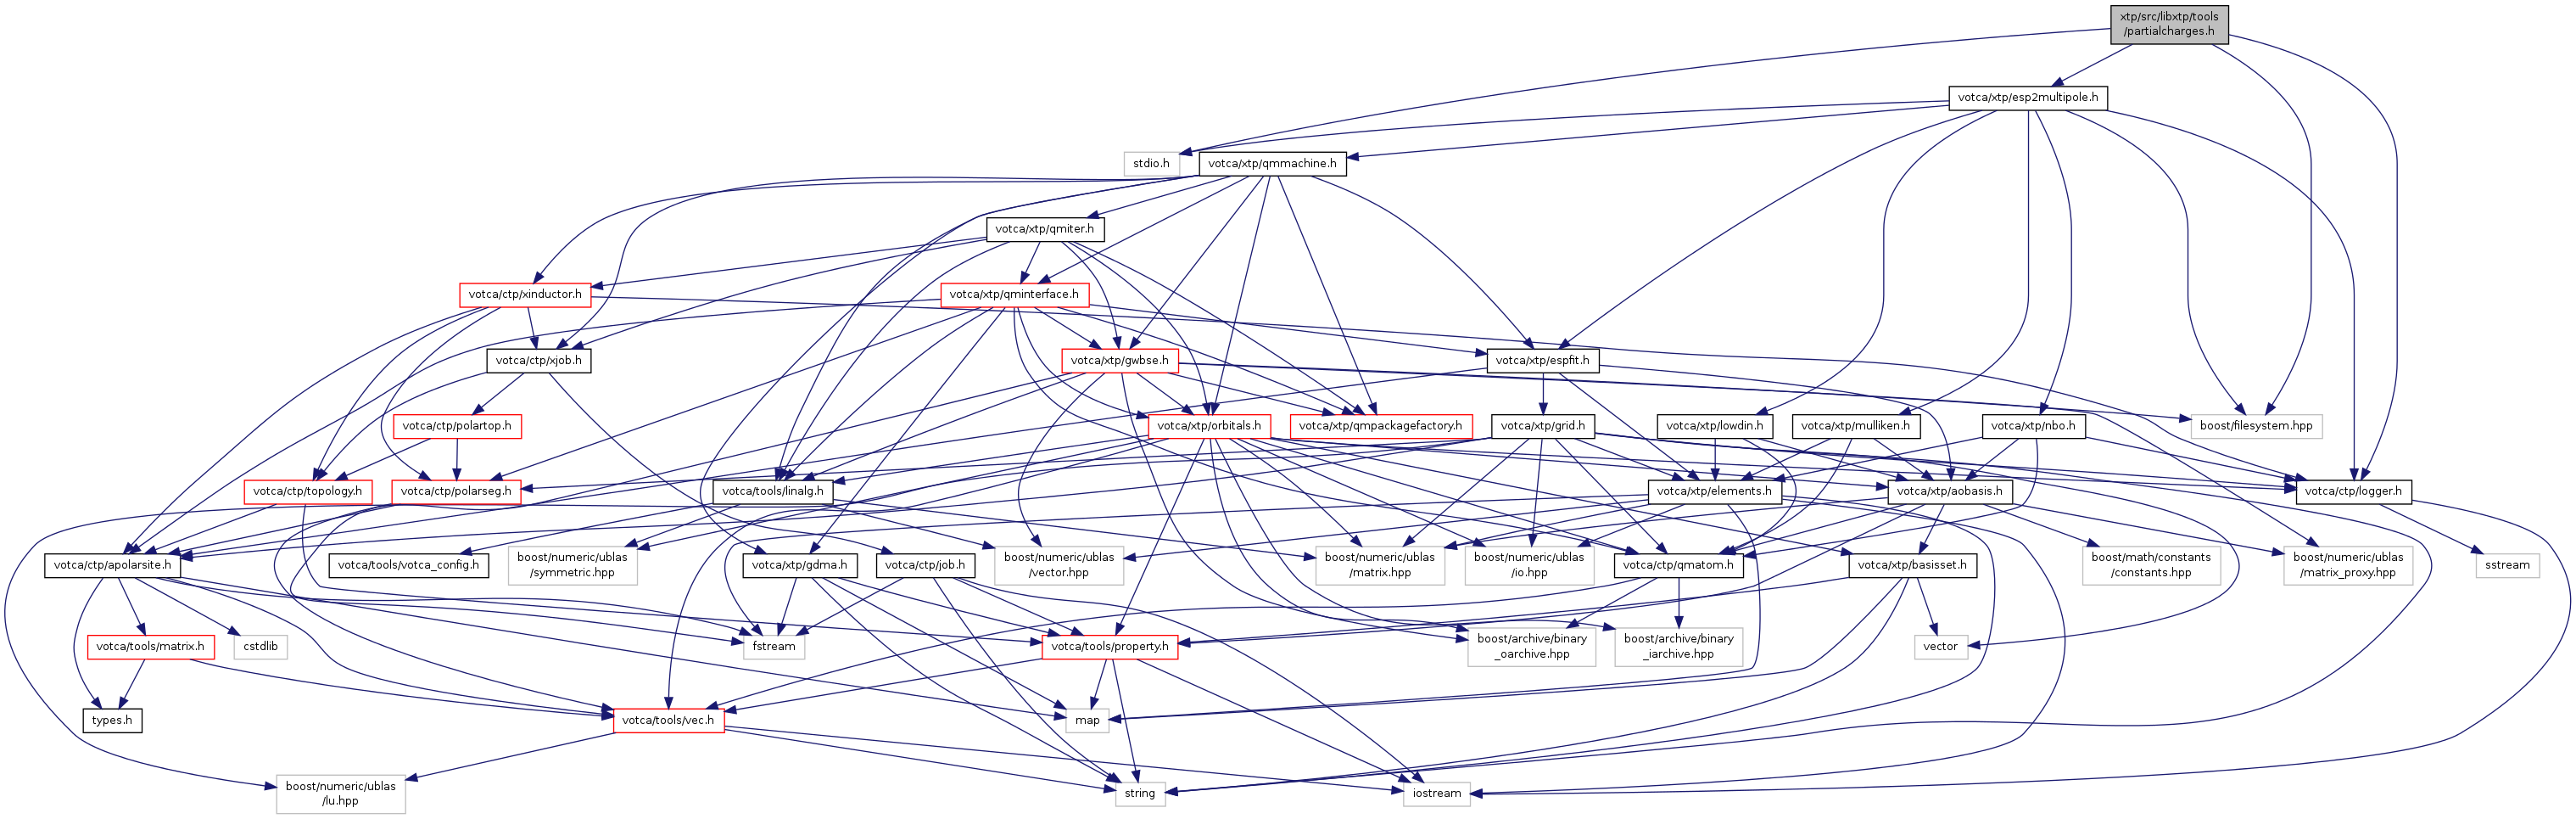 xtp/src/libxtp/tools
/partialcharges.h
votca/xtp/esp2multipole.h
stdio.h
votca/xtp/qmmachine.h
votca/xtp/qmiter.h
votca/ctp/xinductor.h
votca/xtp/qminterface.h
votca/ctp/xjob.h
votca/xtp/gwbse.h
votca/xtp/espfit.h
votca/ctp/polartop.h
votca/xtp/orbitals.h
votca/xtp/qmpackagefactory.h
votca/xtp/grid.h
votca/xtp/lowdin.h
votca/xtp/mulliken.h
votca/xtp/nbo.h
boost/filesystem.hpp
votca/ctp/topology.h
votca/ctp/polarseg.h
votca/tools/linalg.h
votca/xtp/elements.h
votca/xtp/aobasis.h
votca/ctp/logger.h
votca/ctp/apolarsite.h
votca/tools/votca_config.h
boost/numeric/ublas
/symmetric.hpp
votca/xtp/gdma.h
votca/ctp/job.h
boost/numeric/ublas
/vector.hpp
boost/numeric/ublas
/matrix.hpp
boost/numeric/ublas
/io.hpp
votca/ctp/qmatom.h
votca/xtp/basisset.h
boost/math/constants
/constants.hpp
boost/numeric/ublas
/matrix_proxy.hpp
sstream
votca/tools/matrix.h
cstdlib
fstream
votca/tools/property.h
boost/archive/binary
_oarchive.hpp
boost/archive/binary
_iarchive.hpp
vector
types.h
votca/tools/vec.h
map
boost/numeric/ublas
/lu.hpp
string
iostream